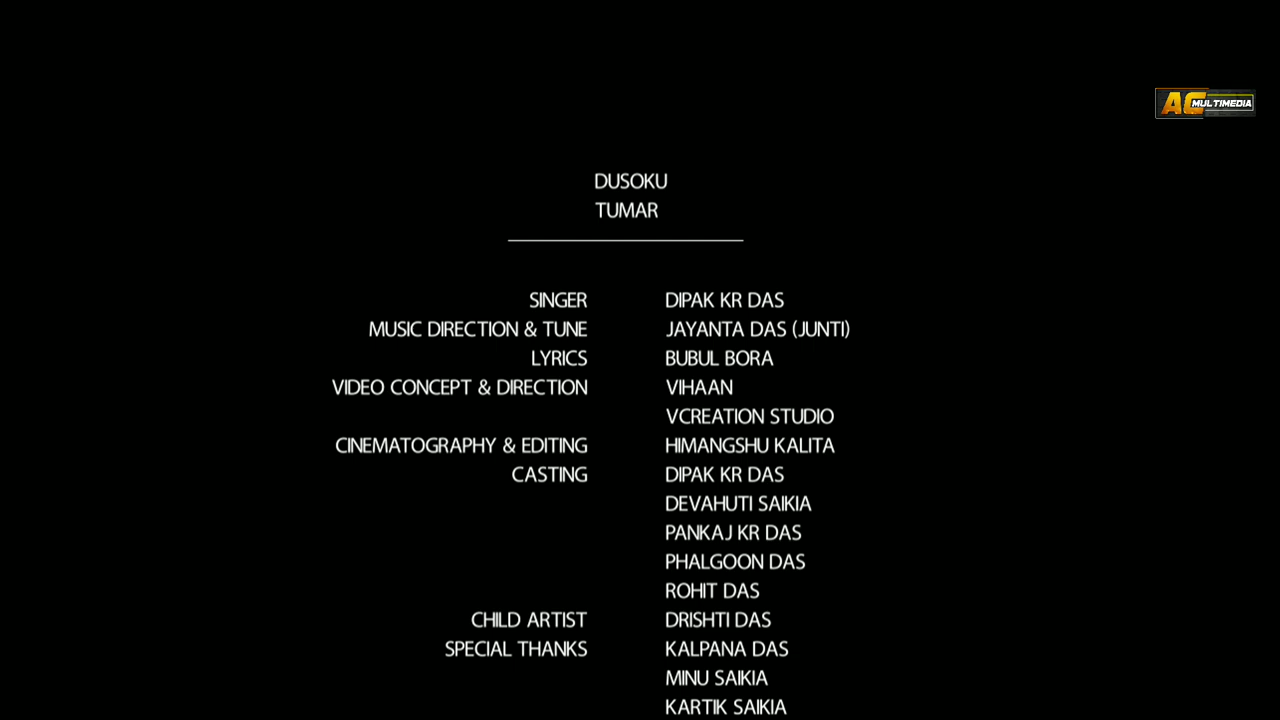 AC MULTIMEDIA
DUSOKU
TUMAR
SINGER DIPAK KR DAS
MUSIC DIRECTION & TUNE JAYANTA DAS (JUNTI)
LYRICS BUBUL BORA
VIDEO CONCEPT & DIRECTION VIHAAN
VCREATION STUDIO
CINEMATOGRAPHY & EDITING HIMANGSHU KALITA
CASTING DIPAK KR DAS
DEVAHUTI SAIKIA
PANKAJ KR DAS
PHALGOON DAS
ROHIT DAS
CHILD ARTIST DRISHTI DAS
SPECIAL THANKS KALPANA DAS
MINU SAIKIA
KARTIK SAIKIA